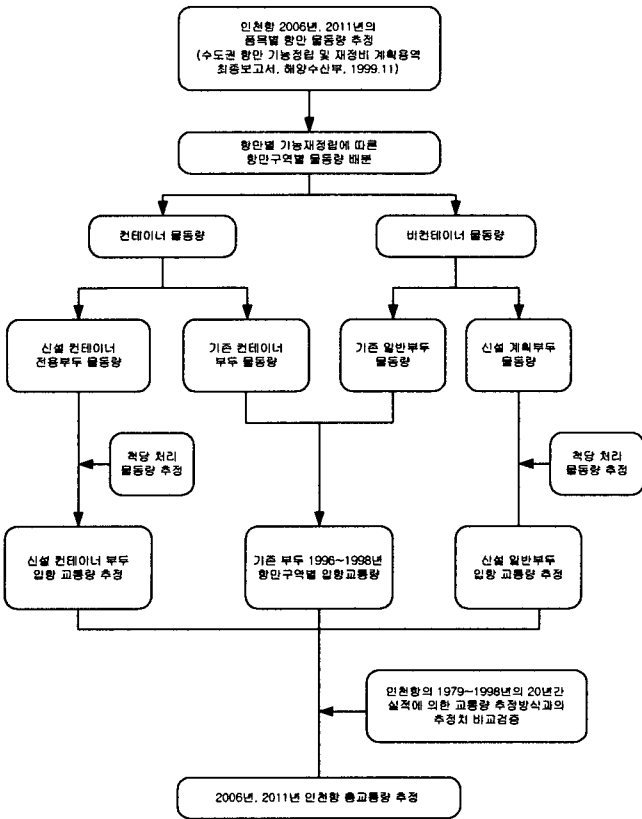 인천항 2006년, 2011년의
품목별 항만 물동량 추정
(수도권 항만 기능정립 및 재정비 계획용역
최종보고서, 해양수산부, 1999.11)
항만별 기능재정립에 따른
항만구역별 물동량 배분
컨테이너 물동량
비컨테이너 물동량
신설 컨테이너
전용부두 물동량
기존 컨테이너
부두 물동량
기존 일반부두
물동량
신설 계획부두
물동량
척당 처리
물동량 추정
척당 처리
물동량 추정
신설 컨테이너 부두
입항 교통량 추정
기존 부두 1996~1998년
항만구역별 입항교통량
신설 일반부두
입항 교통량 추정
인천항의 1979~1998년의 20년간
실적에 의한 교통량 추정방식과의
추정치 비교검증
2006년, 2011년 인천항 총교통량 추정